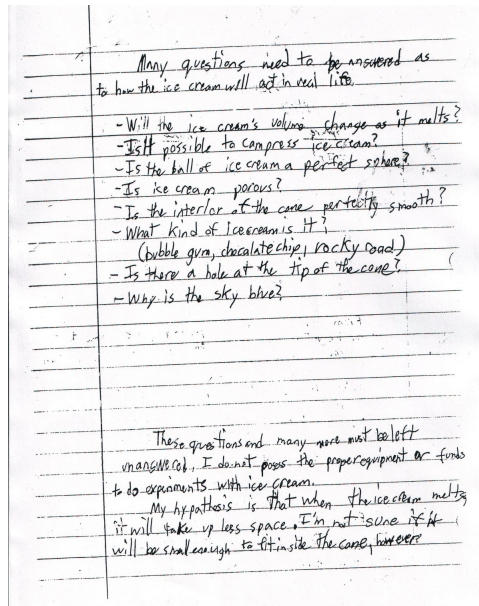 Many questions need to be answered as
to how the ice cream will act in real life.
- Will the ice cream's volume change as it melts?
- Is it possible to compress ice cream?
- Is the ball of ice cream a perfect sphere?
- Is ice cream porous?
- Is the interior of the cone perfectly smooth?
- What kind of Icecream is it?
(bubble gum, chocalate chip, rocky road)
- Is there a hole at the tip of the cone?
- Why is the sky blue?
These questions and many more must be left
unanswered. I do not posess the proper equipment or funds
to do expiriments with ice cream.
My hypothosis is that when the ice cream melts
it will take up less space. I'm not sure if it
will be small enough to fit inside the cone, however